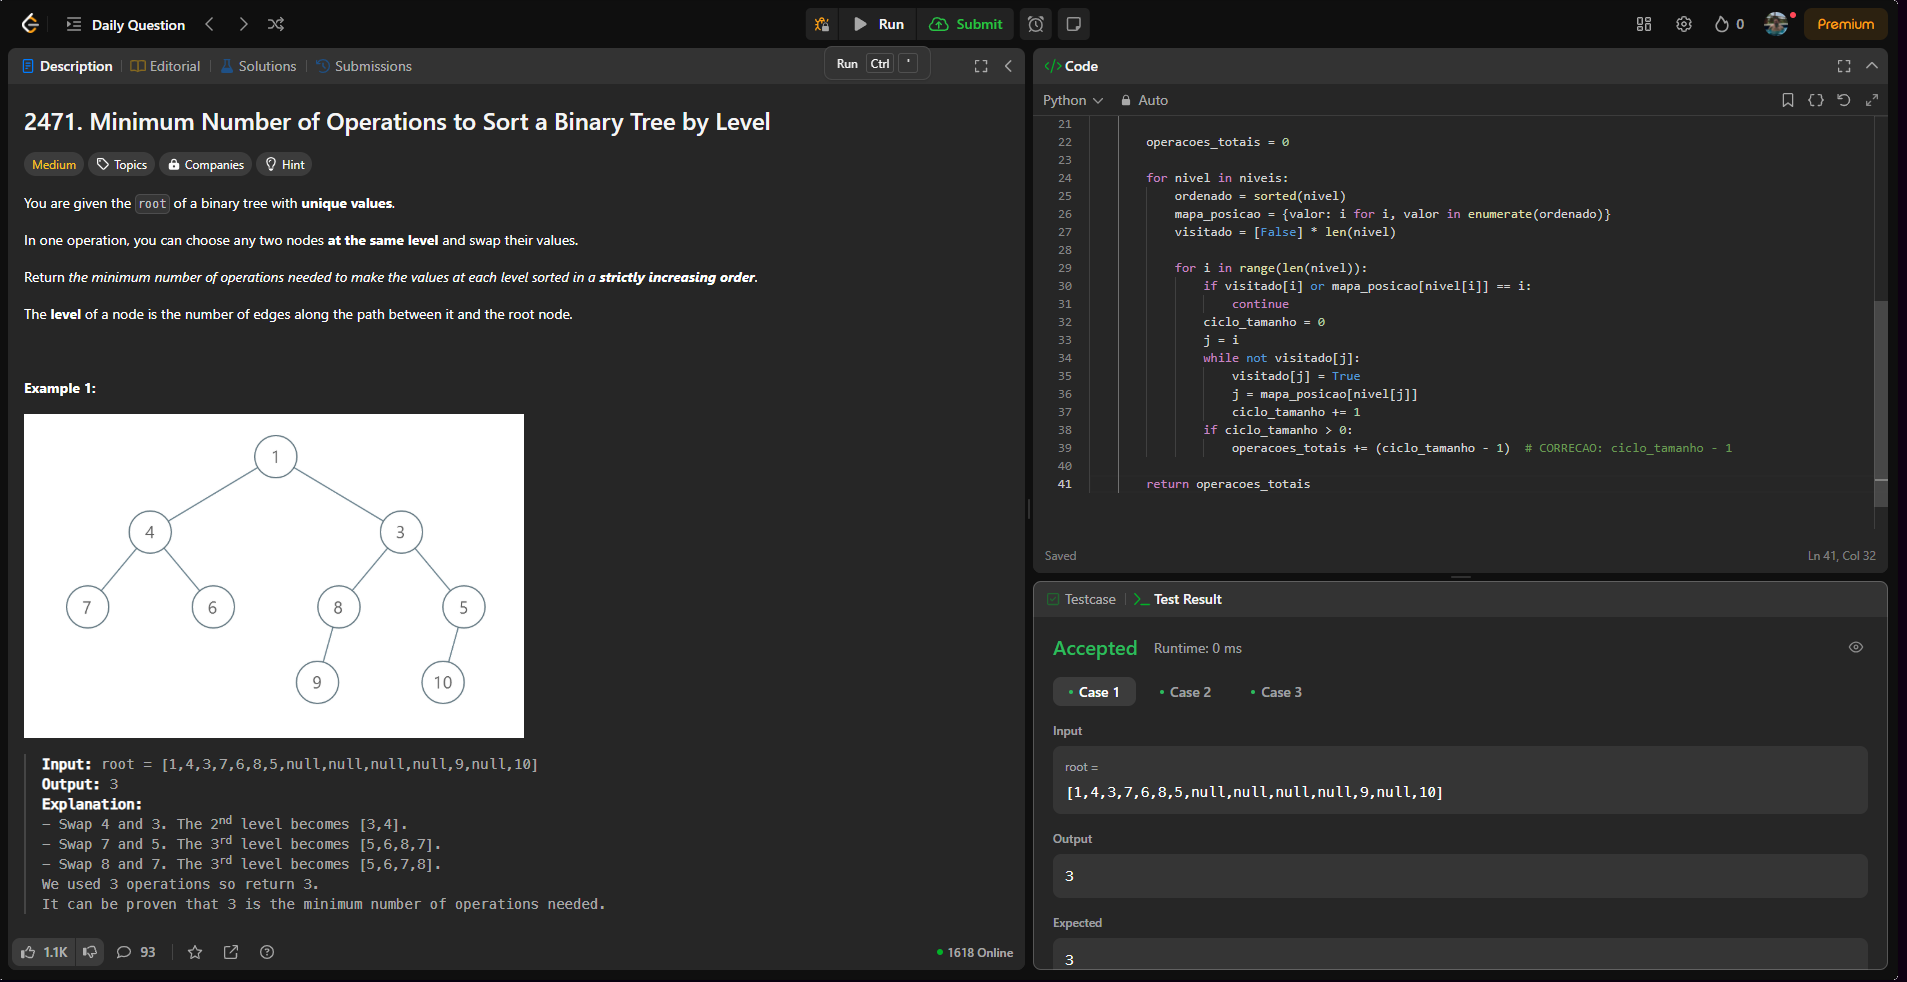 Daily Question
Run
Submit
0
Premium
Run Ctrl '
Description
Editorial
Solutions
Submissions
2471. Minimum Number of Operations to Sort a Binary Tree by Level
Medium
Topics
Companies
Hint
You are given the root of a binary tree with unique values.
In one operation, you can choose any two nodes at the same level and swap their values.
Return the minimum number of operations needed to make the values at each level sorted in a strictly increasing order.
The level of a node is the number of edges along the path between it and the root node.
Example 1:
1
4 3
7 6 8 5
9 10
Input: root = [1,4,3,7,6,8,5,null,null,null,null,9,null,10]
Output: 3
Explanation:
- Swap 4 and 3. The 2nd level becomes [3,4].
- Swap 7 and 5. The 3rd level becomes [5,6,8,7].
- Swap 8 and 7. The 3rd level becomes [5,6,7,8].
We used 3 operations so return 3.
It can be proven that 3 is the minimum number of operations needed.
1.1K
93
1618 Online
</> Code
Python
Auto
21
22 operacoes_totais = 0
23
24 for nivel in niveis:
25 ordenado = sorted(nivel)
26 mapa_posicao = {valor: i for i, valor in enumerate(ordenado)}
27 visitado = [False] * len(nivel)
28
29 for i in range(len(nivel)):
30 if visitado[i] or mapa_posicao[nivel[i]] == i:
31 continue
32 ciclo_tamanho = 0
33 j = i
34 while not visitado[j]:
35 visitado[j] = True
36 j = mapa_posicao[nivel[j]]
37 ciclo_tamanho += 1
38 if ciclo_tamanho > 0:
39 operacoes_totais += (ciclo_tamanho - 1) # CORRECAO: ciclo_tamanho - 1
40
41 return operacoes_totais
Saved
Ln 41, Col 32
Testcase
Test Result
Accepted
Runtime: 0 ms
Case 1
Case 2
Case 3
Input
root =
[1,4,3,7,6,8,5,null,null,null,null,9,null,10]
Output
3
Expected
3